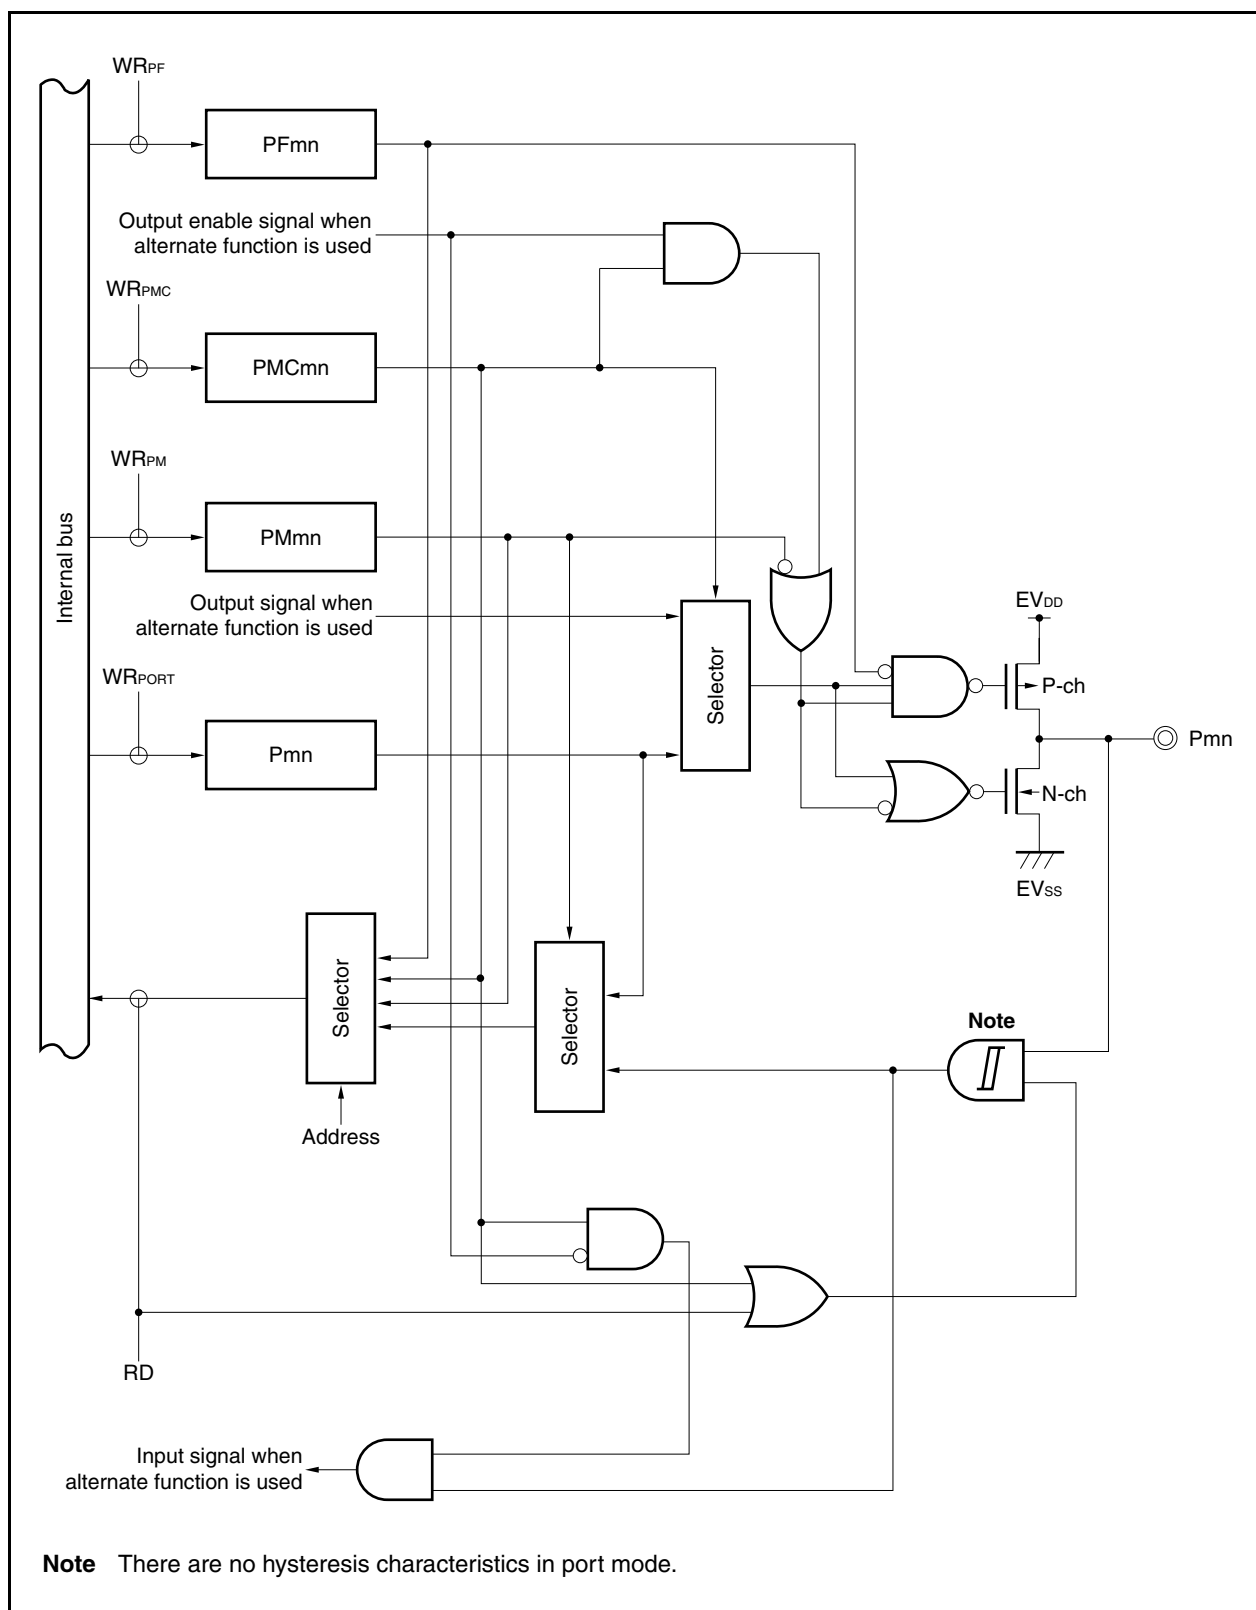 WRPF
PFmn
Output enable signal when
alternate function is used
WRPMC
PMCmn
WRPM
PMmn
Internal bus
Output signal when
alternate function is used
EVDD
Selector
P-ch
WRPORT
Pmn
Pmn
N-ch
EVSS
Selector
Selector
Note
Address
RD
Input signal when
alternate function is used
Note There are no hysteresis characteristics in port mode.